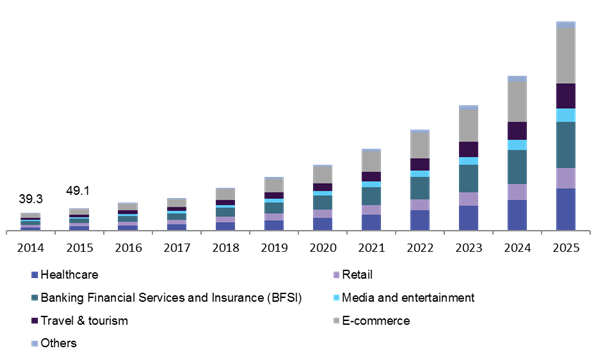 39.3
49.1
2014 2015 2016 2017 2018 2019 2020 2021 2022 2023 2024 2025
Healthcare Retail
Banking Financial Services and Insurance (BFSI) Media and entertainment
Travel & tourism E-commerce
Others